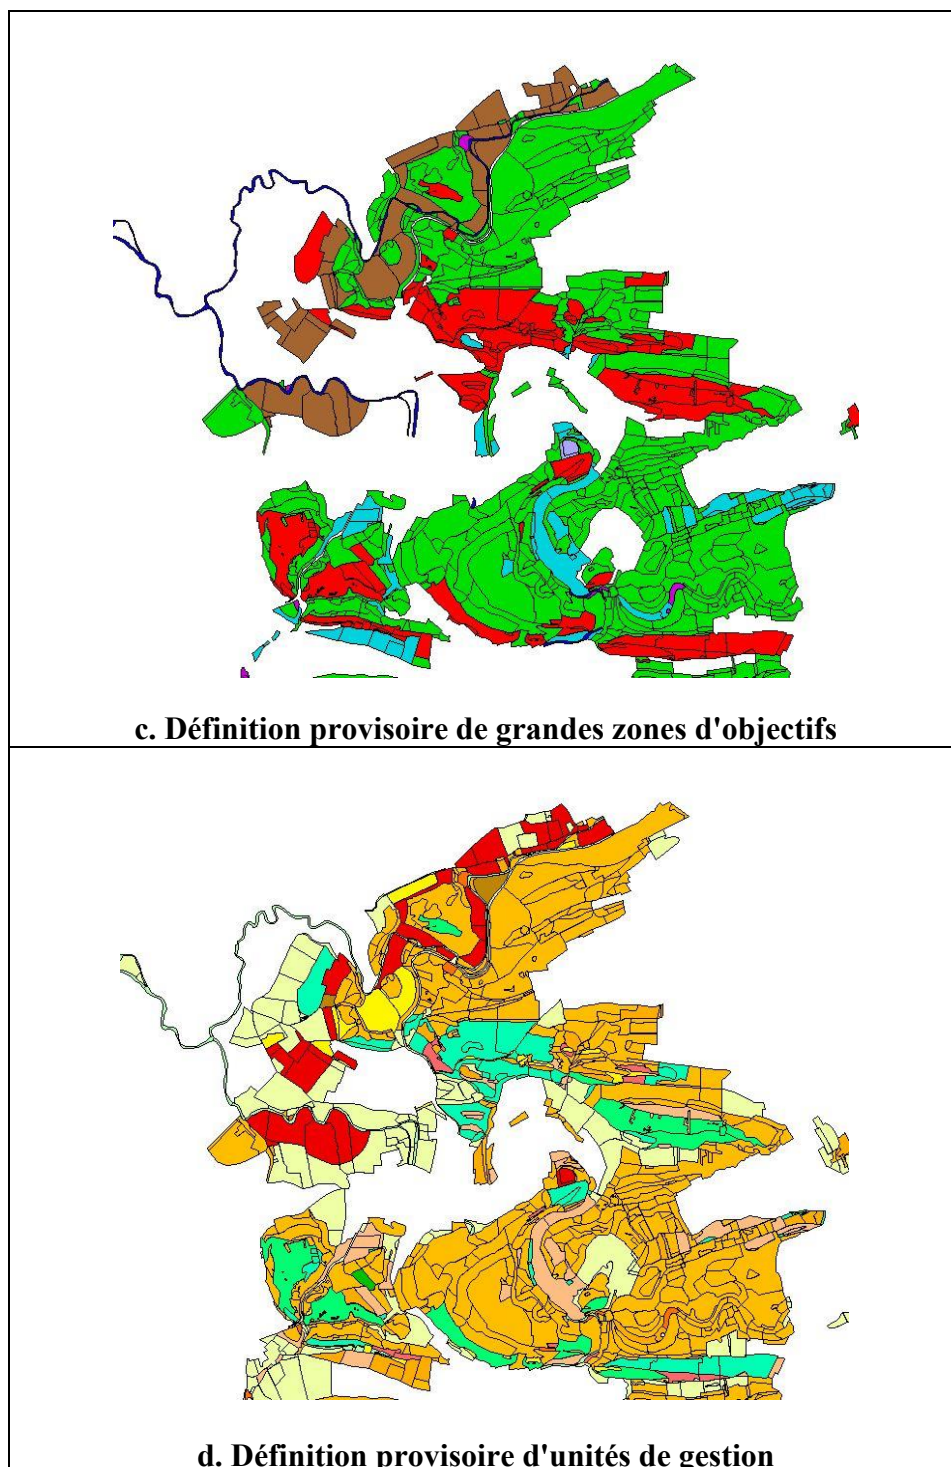 c. Définition provisoire de grandes zones d'objectifs
d. Définition provisoire d'unités de gestion